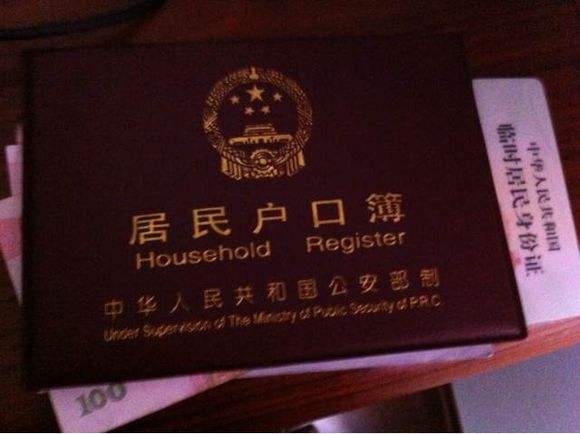 居民户口簿
Household Register
中华人民共和国公安部制
Under Supervision of The Ministry of Public Security of P.R.C
中华人民共和国
临时居民身份证
100